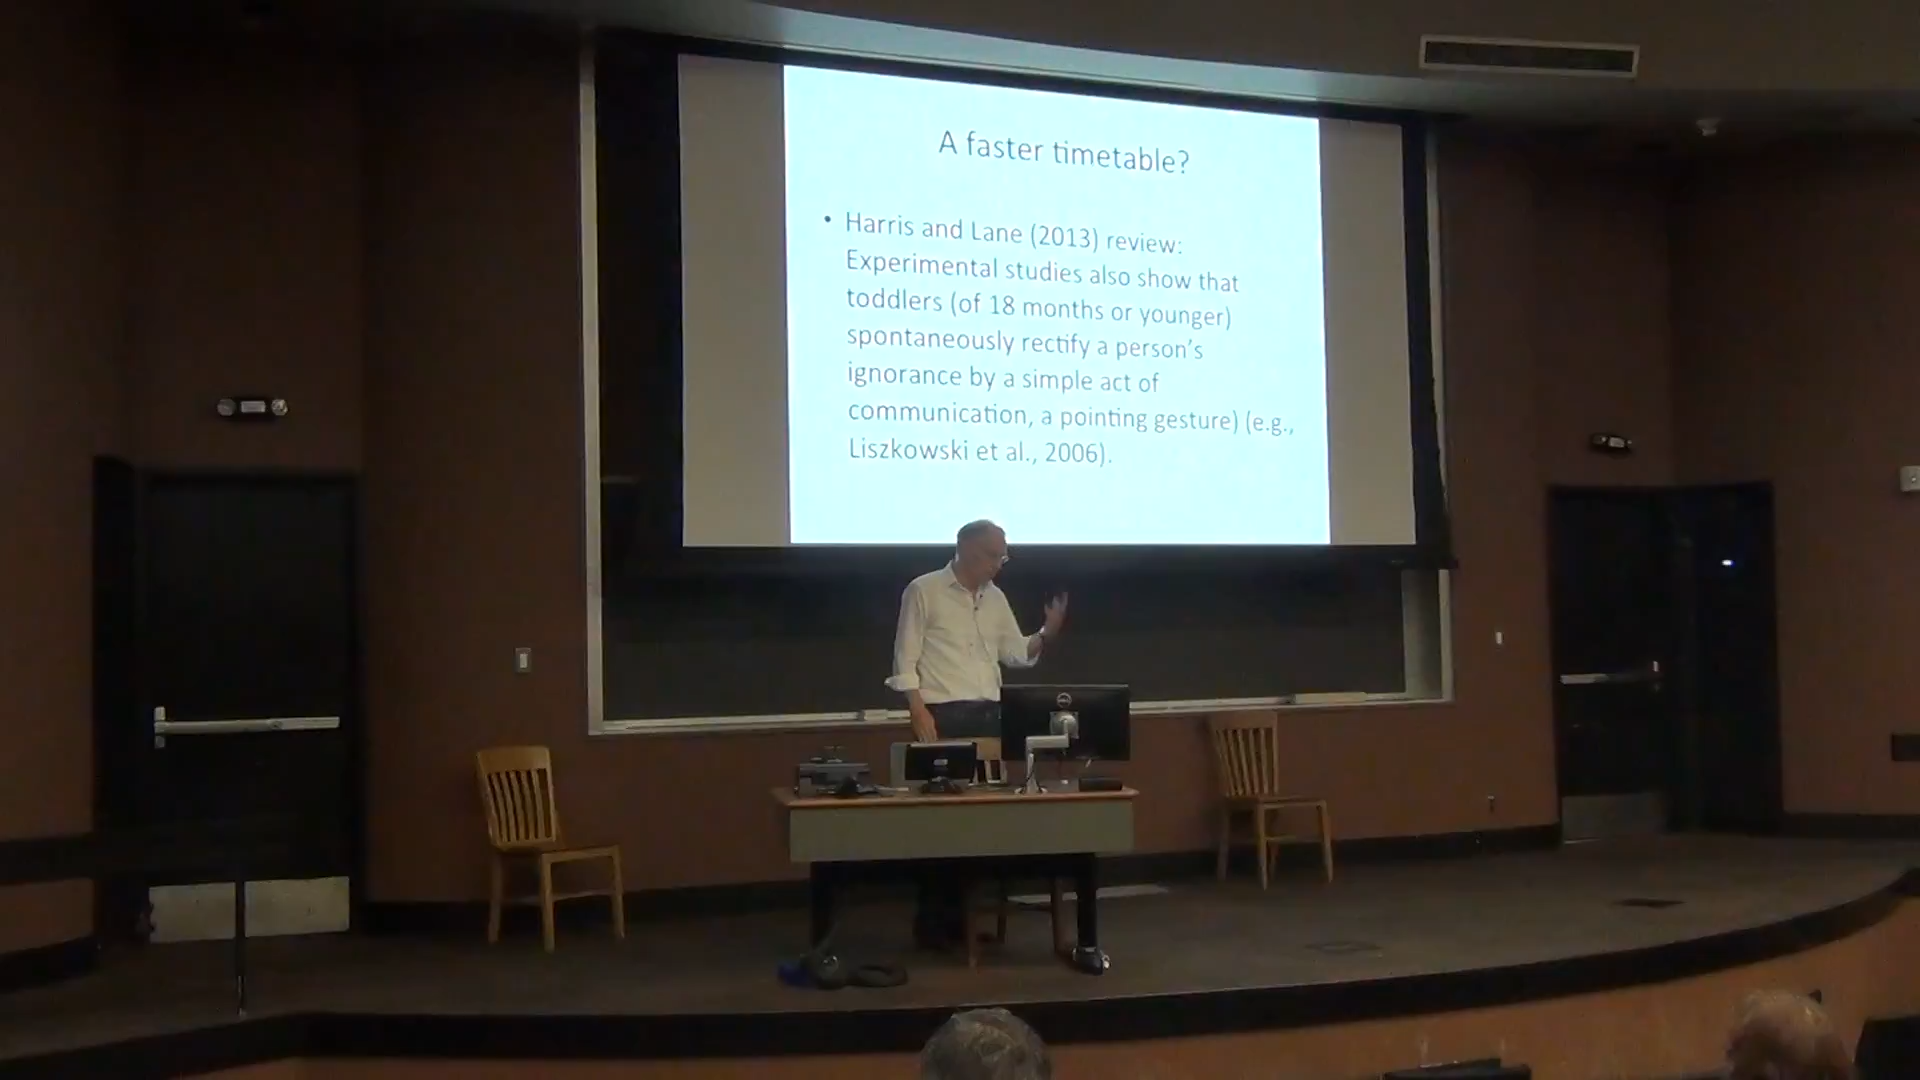 A faster timetable?
• Harris and Lane (2013) review:
Experimental studies also show that
toddlers (of 18 months or younger)
spontaneously rectify a person's
ignorance by a simple act of
communication, a pointing gesture) (e.g.,
Liszkowski et al., 2006).
DELL